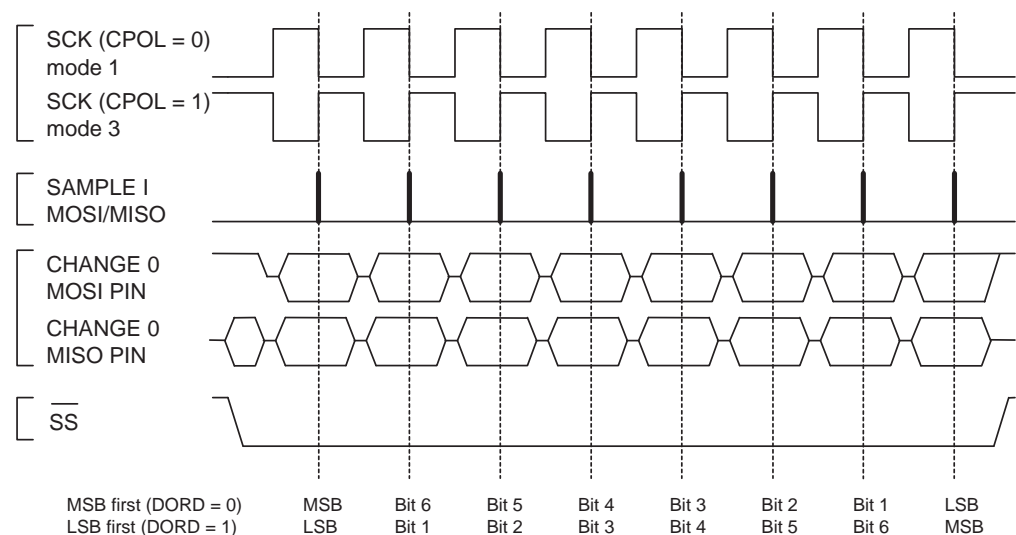 SCK (CPOL = 0)
mode 1
SCK (CPOL = 1)
mode 3
SAMPLE I
MOSI/MISO
CHANGE 0
MOSI PIN
CHANGE 0
MISO PIN
SS
MSB first (DORD = 0) MSB Bit 6 Bit 5 Bit 4 Bit 3 Bit 2 Bit 1 LSB
LSB first (DORD = 1) LSB Bit 1 Bit 2 Bit 3 Bit 4 Bit 5 Bit 6 MSB